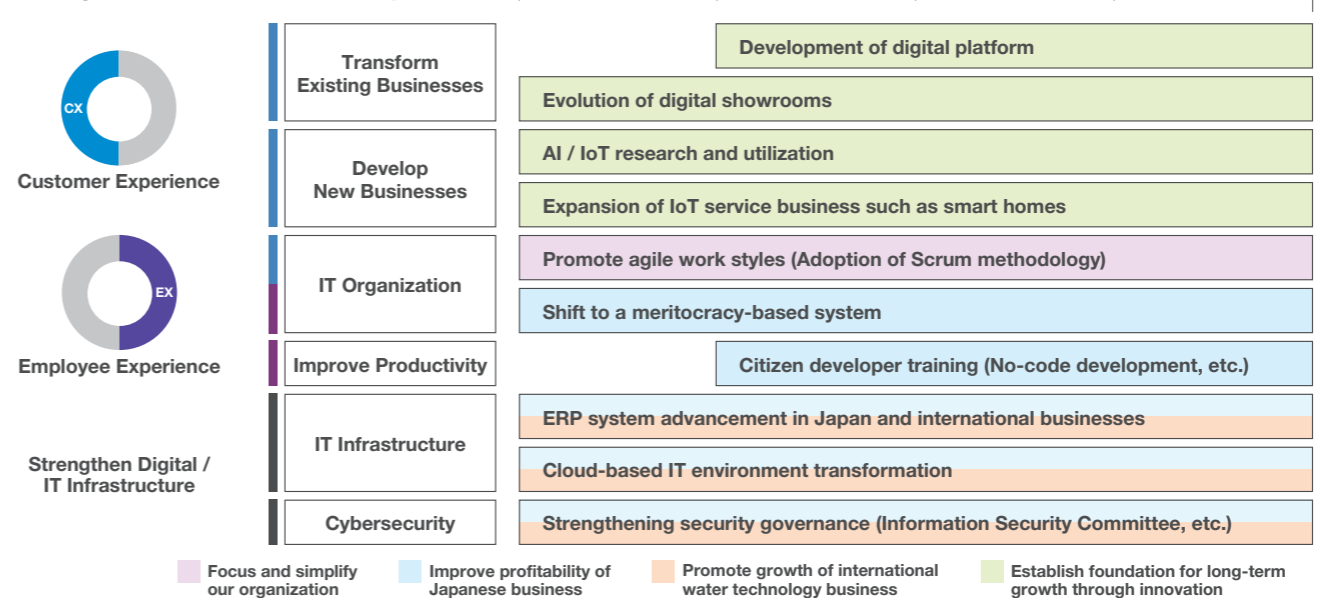 CX
Customer Experience
EX
Employee Experience
Strengthen Digital /
IT Infrastructure
Transform
Existing Businesses
Development of digital platform
Evolution of digital showrooms
Develop
New Businesses
AI / IoT research and utilization
Expansion of IoT service business such as smart homes
IT Organization
Promote agile work styles (Adoption of Scrum methodology)
Shift to a meritocracy-based system
Improve Productivity
Citizen developer training (No-code development, etc.)
IT Infrastructure
ERP system advancement in Japan and international businesses
Cloud-based IT environment transformation
Cybersecurity
Strengthening security governance (Information Security Committee, etc.)
Focus and simplify
our organization
Improve profitability of
Japanese business
Promote growth of international
water technology business
Establish foundation for long-term
growth through innovation